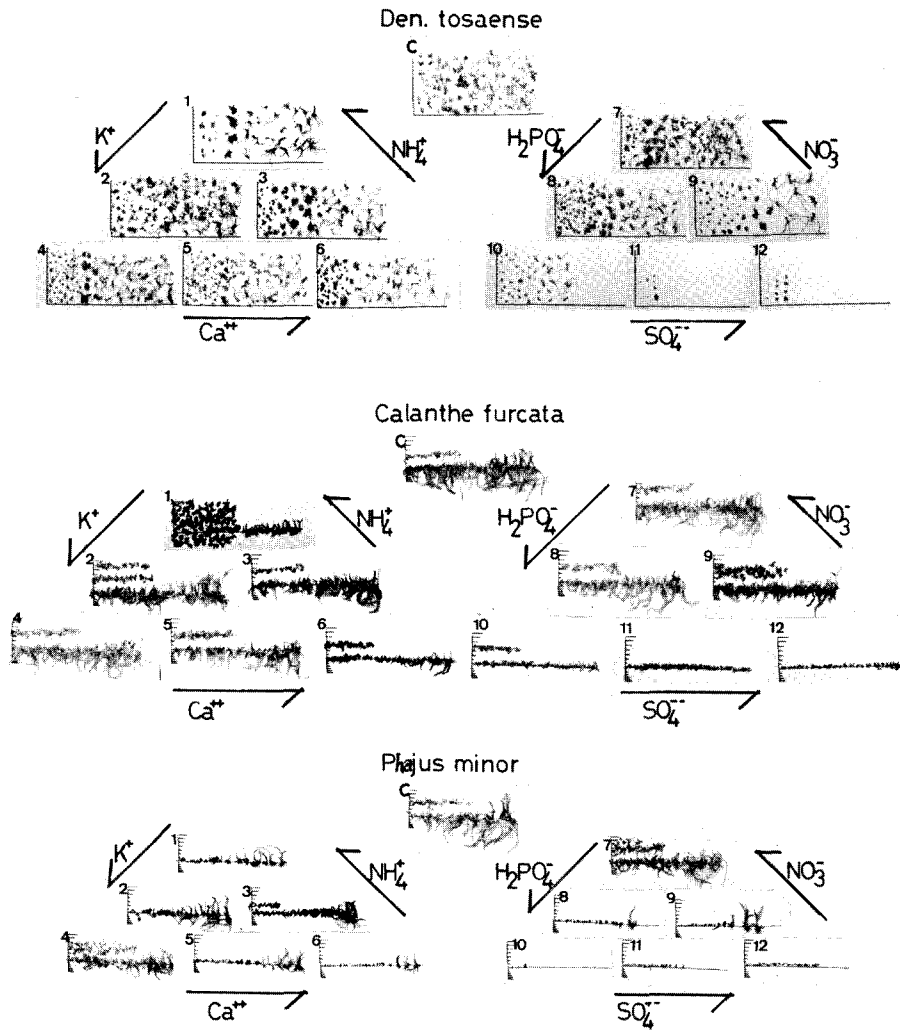 Den. tosaense
C
1
7
K⁺
NH₄⁺
H₂PO₄⁻
NO₃⁻
2
3
8
9
4
5
6
10
11
12
Ca⁺⁺
SO₄⁻⁻
Calanthe furcata
C
1
7
K⁺
NH₄⁺
H₂PO₄⁻
NO₃⁻
2
3
8
9
4
5
6
10
11
12
Ca⁺⁺
SO₄⁻⁻
Phajus minor
C
1
7
K⁺
NH₄⁺
H₂PO₄⁻
NO₃⁻
2
3
8
9
4
5
6
10
11
12
Ca⁺⁺
SO₄⁻⁻